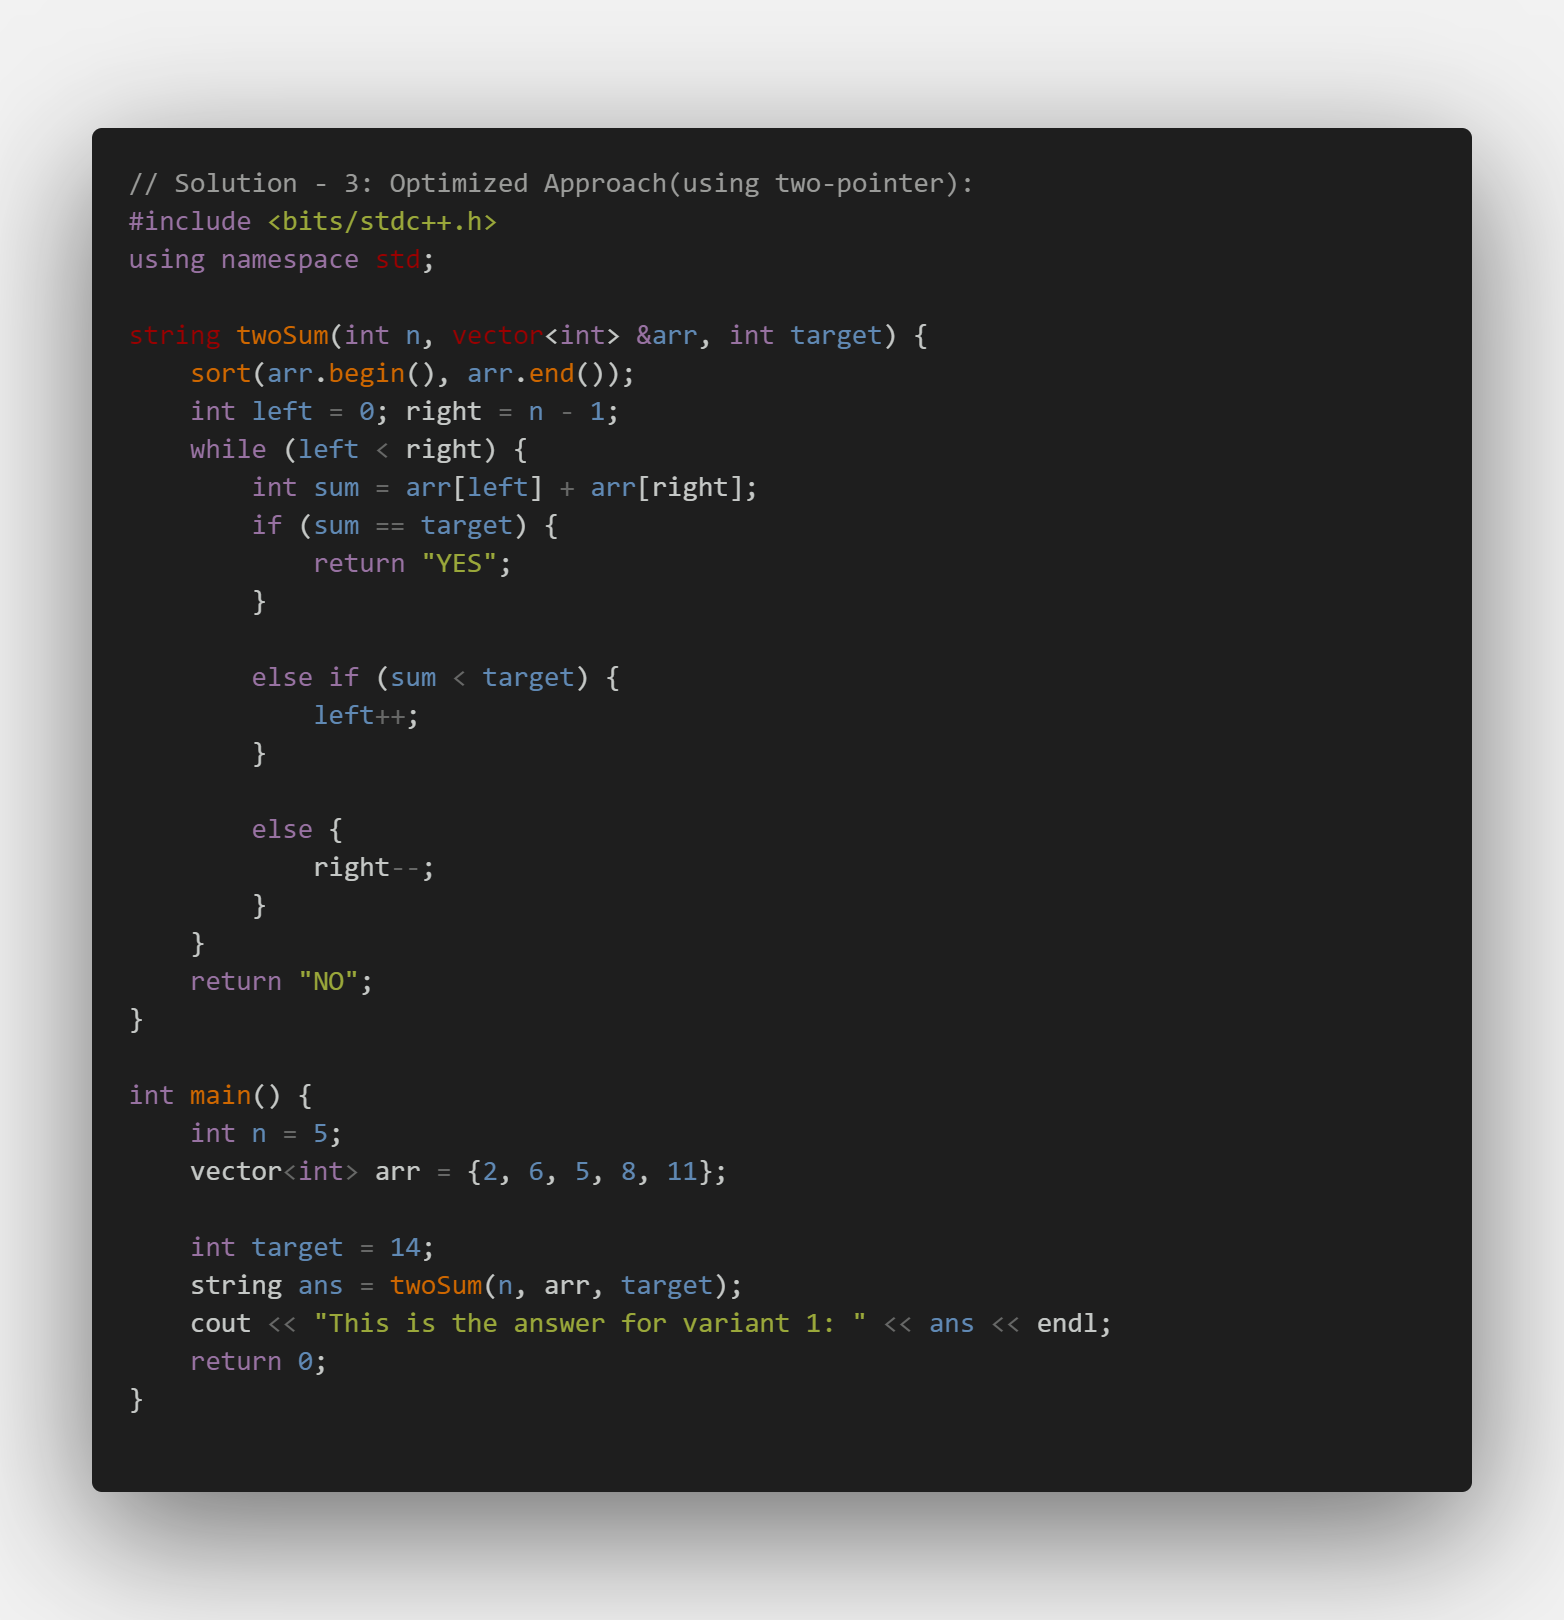 // Solution - 3: Optimized Approach(using two-pointer):
#include <bits/stdc++.h>
using namespace std;

string twoSum(int n, vector<int> &arr, int target) {
    sort(arr.begin(), arr.end());
    int left = 0; right = n - 1;
    while (left < right) {
        int sum = arr[left] + arr[right];
        if (sum == target) {
            return "YES";
        }

        else if (sum < target) {
            left++;
        }

        else {
            right--;
        }
    }
    return "NO";
}

int main() {
    int n = 5;
    vector<int> arr = {2, 6, 5, 8, 11};

    int target = 14;
    string ans = twoSum(n, arr, target);
    cout << "This is the answer for variant 1: " << ans << endl;
    return 0;
}